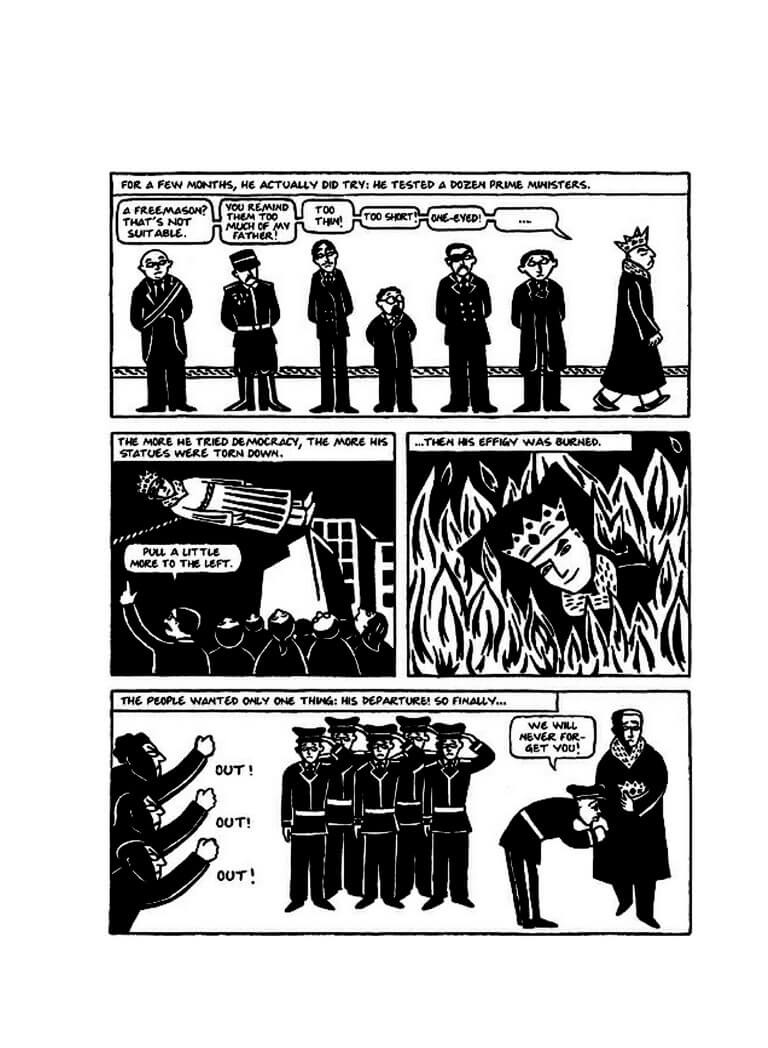 FOR A FEW MONTHS, HE ACTUALLY DID TRY: HE TESTED A DOZEN PRIME MINISTERS.
A FREEMASON?
THAT'S NOT
SUITABLE.
YOU REMIND
THEM TOO
MUCH OF MY
FATHER!
TOO
THIN!
TOO SHORT!
ONE-EYED!
...
THE MORE HE TRIED DEMOCRACY, THE MORE HIS
STATUES WERE TORN DOWN.
PULL A LITTLE
MORE TO THE LEFT.
...THEN HIS EFFIGY WAS BURNED.
THE PEOPLE WANTED ONLY ONE THING: HIS DEPARTURE! SO FINALLY...
OUT!
OUT!
OUT!
WE WILL
NEVER FOR-
GET YOU!